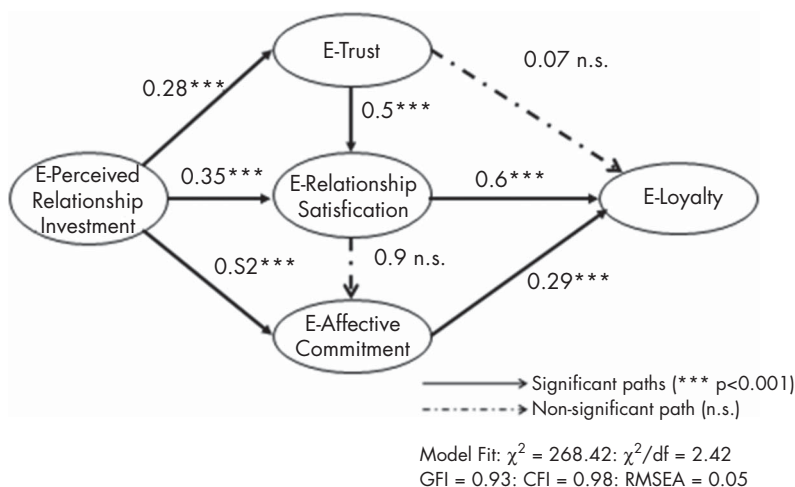 E-Trust
0.07 n.s.
0.28***
0.5***
E-Perceived
Relationship
Investment
0.35***
E-Relationship
Satisfication
0.6***
E-Loyalty
0.S2***
0.9 n.s.
0.29***
E-Affective
Commitment
Significant paths (*** p<0.001)
Non-significant path (n.s.)
Model Fit: χ² = 268.42: χ²/df = 2.42
GFI = 0.93: CFI = 0.98: RMSEA = 0.05